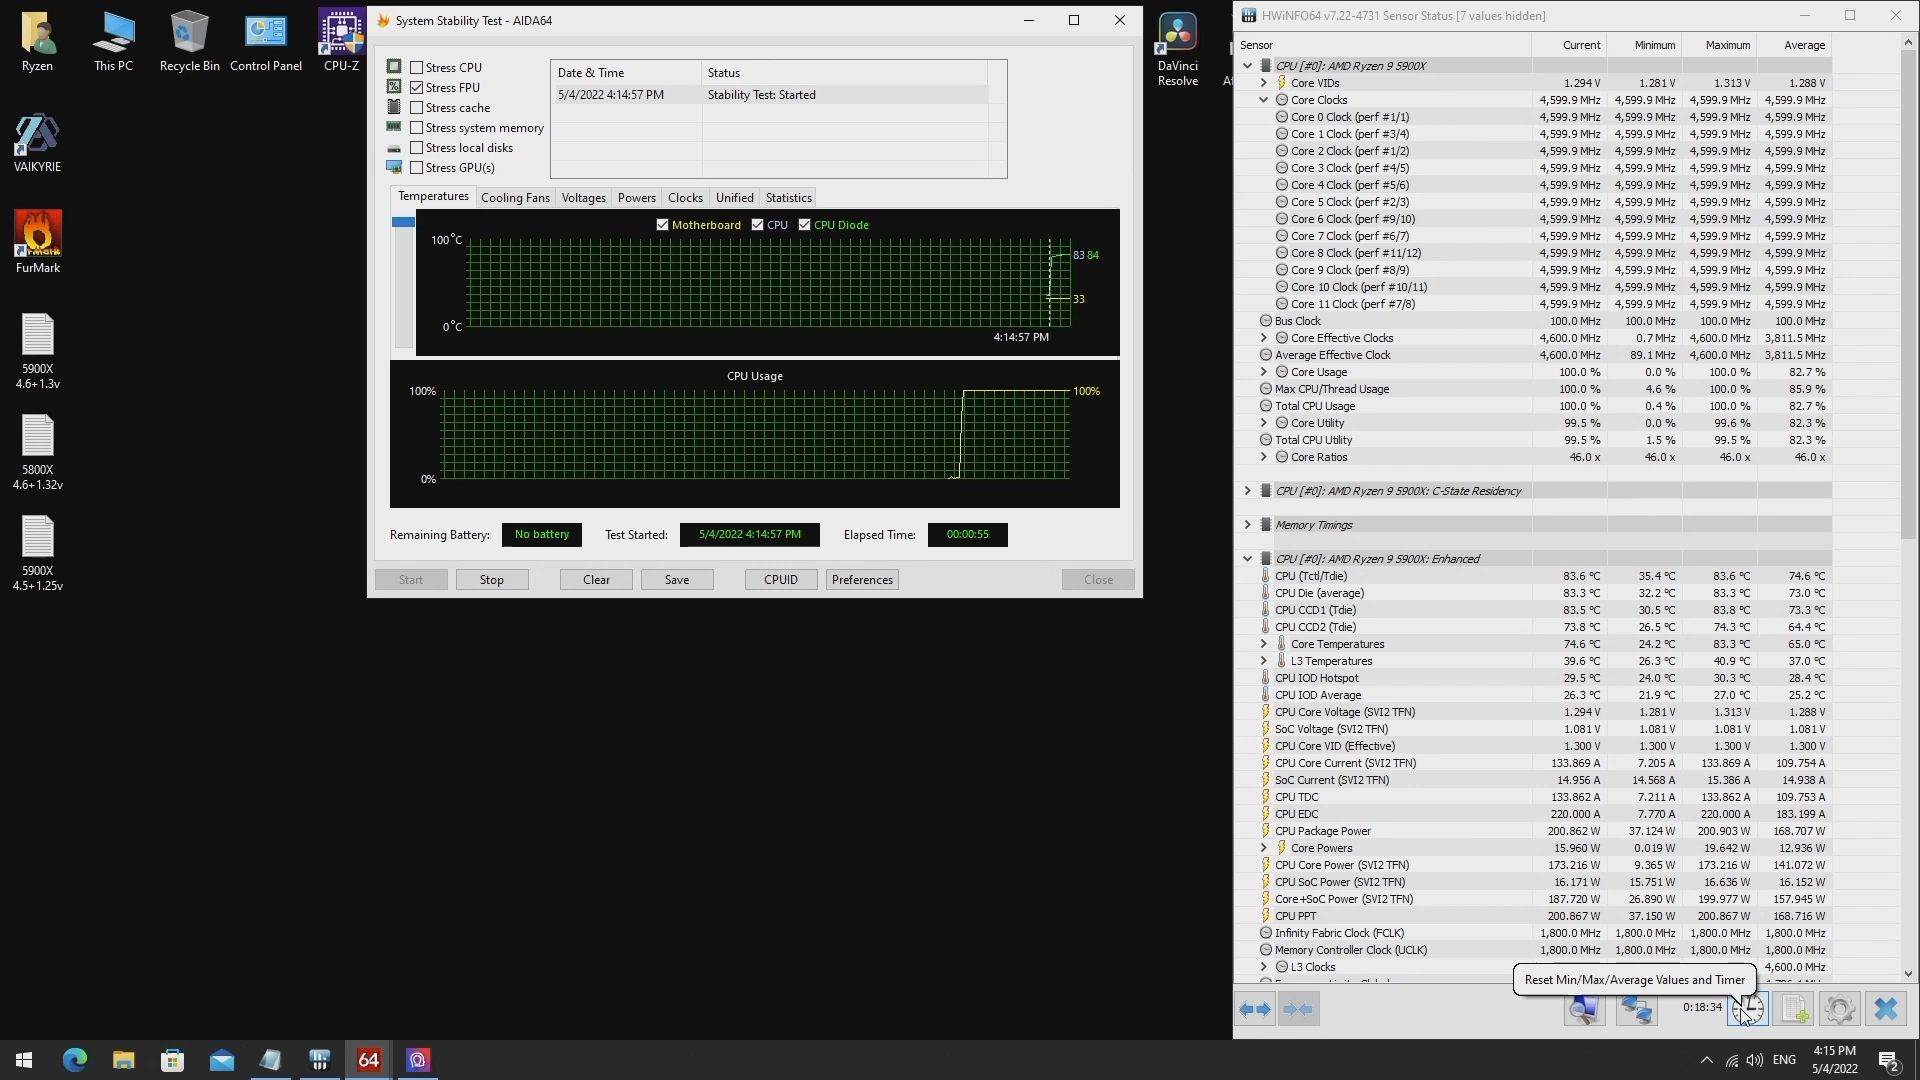 Ryzen
This PC
Recycle Bin
Control Panel
CPU-Z
VAIKYRIE
FurMark
5900X
4.6+1.3v
5800X
4.6+1.32v
5900X
4.5+1.25v
System Stability Test - AIDA64
Stress CPU
Stress FPU
Stress cache
Stress system memory
Stress local disks
Stress GPU(s)
Date & Time Status
5/4/2022 4:14:57 PM Stability Test: Started
Temperatures Cooling Fans Voltages Powers Clocks Unified Statistics
Motherboard CPU CPU Diode
100°C
83 84
33
0°C
4:14:57 PM
CPU Usage
100% 100%
0%
Remaining Battery: No battery Test Started: 5/4/2022 4:14:57 PM Elapsed Time: 00:00:55
Start Stop Clear Save CPUID Preferences Close
DaVinci
Resolve
HWiNFO64 v7.22-4731 Sensor Status [7 values hidden]
Sensor Current Minimum Maximum Average
CPU [#0]: AMD Ryzen 9 5900X
Core VIDs 1.294 V 1.281 V 1.313 V 1.288 V
Core Clocks 4,599.9 MHz 4,599.9 MHz 4,599.9 MHz 4,599.9 MHz
Core 0 Clock (perf #1/1) 4,599.9 MHz 4,599.9 MHz 4,599.9 MHz 4,599.9 MHz
Core 1 Clock (perf #3/4) 4,599.9 MHz 4,599.9 MHz 4,599.9 MHz 4,599.9 MHz
Core 2 Clock (perf #1/2) 4,599.9 MHz 4,599.9 MHz 4,599.9 MHz 4,599.9 MHz
Core 3 Clock (perf #4/5) 4,599.9 MHz 4,599.9 MHz 4,599.9 MHz 4,599.9 MHz
Core 4 Clock (perf #5/6) 4,599.9 MHz 4,599.9 MHz 4,599.9 MHz 4,599.9 MHz
Core 5 Clock (perf #2/3) 4,599.9 MHz 4,599.9 MHz 4,599.9 MHz 4,599.9 MHz
Core 6 Clock (perf #9/10) 4,599.9 MHz 4,599.9 MHz 4,599.9 MHz 4,599.9 MHz
Core 7 Clock (perf #6/7) 4,599.9 MHz 4,599.9 MHz 4,599.9 MHz 4,599.9 MHz
Core 8 Clock (perf #11/12) 4,599.9 MHz 4,599.9 MHz 4,599.9 MHz 4,599.9 MHz
Core 9 Clock (perf #8/9) 4,599.9 MHz 4,599.9 MHz 4,599.9 MHz 4,599.9 MHz
Core 10 Clock (perf #10/11) 4,599.9 MHz 4,599.9 MHz 4,599.9 MHz 4,599.9 MHz
Core 11 Clock (perf #7/8) 4,599.9 MHz 4,599.9 MHz 4,599.9 MHz 4,599.9 MHz
Bus Clock 100.0 MHz 100.0 MHz 100.0 MHz 100.0 MHz
Core Effective Clocks 4,600.0 MHz 0.7 MHz 4,600.0 MHz 3,811.5 MHz
Average Effective Clock 4,600.0 MHz 89.1 MHz 4,600.0 MHz 3,811.5 MHz
Core Usage 100.0 % 0.0 % 100.0 % 82.7 %
Max CPU/Thread Usage 100.0 % 4.6 % 100.0 % 85.9 %
Total CPU Usage 100.0 % 0.4 % 100.0 % 82.7 %
Core Utility 99.5 % 0.0 % 99.6 % 82.3 %
Total CPU Utility 99.5 % 1.5 % 99.5 % 82.3 %
Core Ratios 46.0 x 46.0 x 46.0 x 46.0 x
CPU [#0]: AMD Ryzen 9 5900X: C-State Residency
Memory Timings
CPU [#0]: AMD Ryzen 9 5900X: Enhanced
CPU (Tctl/Tdie) 83.6 °C 35.4 °C 83.6 °C 74.6 °C
CPU Die (average) 83.3 °C 32.2 °C 83.3 °C 73.0 °C
CPU CCD1 (Tdie) 83.5 °C 30.5 °C 83.8 °C 73.3 °C
CPU CCD2 (Tdie) 73.8 °C 26.5 °C 74.3 °C 64.4 °C
Core Temperatures 74.6 °C 24.2 °C 83.3 °C 65.0 °C
L3 Temperatures 39.6 °C 26.3 °C 40.9 °C 37.0 °C
CPU IOD Hotspot 29.5 °C 24.0 °C 30.3 °C 28.4 °C
CPU IOD Average 26.3 °C 21.9 °C 27.0 °C 25.2 °C
CPU Core Voltage (SVI2 TFN) 1.294 V 1.281 V 1.313 V 1.288 V
SoC Voltage (SVI2 TFN) 1.081 V 1.081 V 1.081 V 1.081 V
CPU Core VID (Effective) 1.300 V 1.300 V 1.300 V 1.300 V
CPU Core Current (SVI2 TFN) 133.869 A 7.205 A 133.869 A 109.754 A
SoC Current (SVI2 TFN) 14.956 A 14.568 A 15.386 A 14.938 A
CPU TDC 133.862 A 7.211 A 133.862 A 109.753 A
CPU EDC 220.000 A 7.770 A 220.000 A 183.199 A
CPU Package Power 200.862 W 37.124 W 200.903 W 168.707 W
Core Powers 15.960 W 0.019 W 19.642 W 12.936 W
CPU Core Power (SVI2 TFN) 173.216 W 9.365 W 173.216 W 141.072 W
CPU SoC Power (SVI2 TFN) 16.171 W 15.751 W 16.636 W 16.152 W
Core+SoC Power (SVI2 TFN) 187.720 W 26.890 W 199.977 W 157.945 W
CPU PPT 200.867 W 37.150 W 200.867 W 168.716 W
Infinity Fabric Clock (FCLK) 1,800.0 MHz 1,800.0 MHz 1,800.0 MHz 1,800.0 MHz
Memory Controller Clock (UCLK) 1,800.0 MHz 1,800.0 MHz 1,800.0 MHz 1,800.0 MHz
L3 Clocks 4,600.0 MHz
Reset Min/Max/Average Values and Timer
0:18:34
64
ENG
4:15 PM
5/4/2022
2